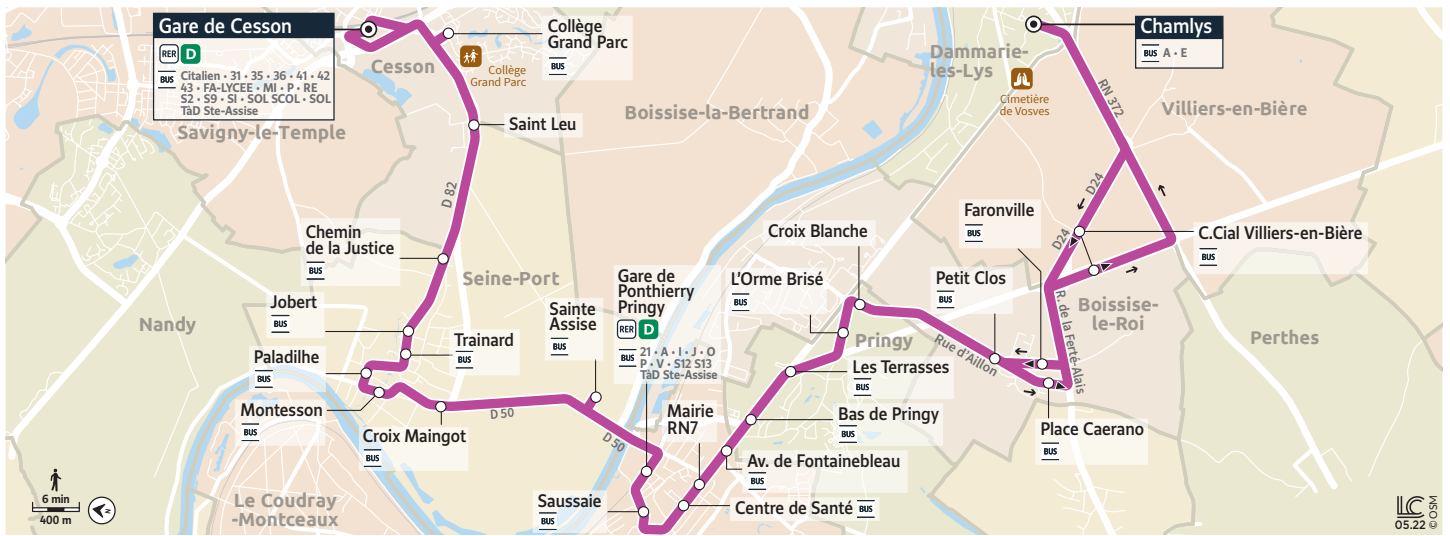 Gare de Cesson
RER D
BUS Citalien • 31 • 35 • 36 • 41 • 42
43 • FA-LYCEE • MI • P • RE
S2 • S9 • SI • SOL SCOL • SOL
TàD Ste-Assise
Savigny-le-Temple
Cesson
Collège
Grand Parc
BUS
Collège
Grand Parc
Saint Leu
Boissise-la-Bertrand
D 82
Chemin
de la Justice
BUS
Seine-Port
Nandy
Jobert
BUS
Trainard
BUS
Paladilhe
BUS
Montesson
BUS
Croix Maingot
BUS
D 50
Sainte
Assise
BUS
D 50
Gare de
Ponthierry
Pringy
RER D
BUS 21 • A • I • J • O
P • V • S12 S13
TàD Ste-Assise
Saussaie
BUS
Mairie
RN7
BUS
Centre de Santé BUS
Av. de Fontainebleau
BUS
Bas de Pringy
BUS
Les Terrasses
BUS
L'Orme Brisé
BUS
Croix Blanche
BUS
Pringy
Rue d'Aillon
Petit Clos
BUS
Faronville
BUS
Place Caerano
BUS
R. de la Ferté-Alais
Boissise-
le-Roi
C.Cial Villiers-en-Bière
BUS
D24
D24
RN 372
Villiers-en-Bière
Perthes
Dammarie-
les-Lys
Cimetière
de Vosves
Chamlys
BUS A • E
Le Coudray
-Montceaux
6 min
400 m
N
LC
05.22 © OSM